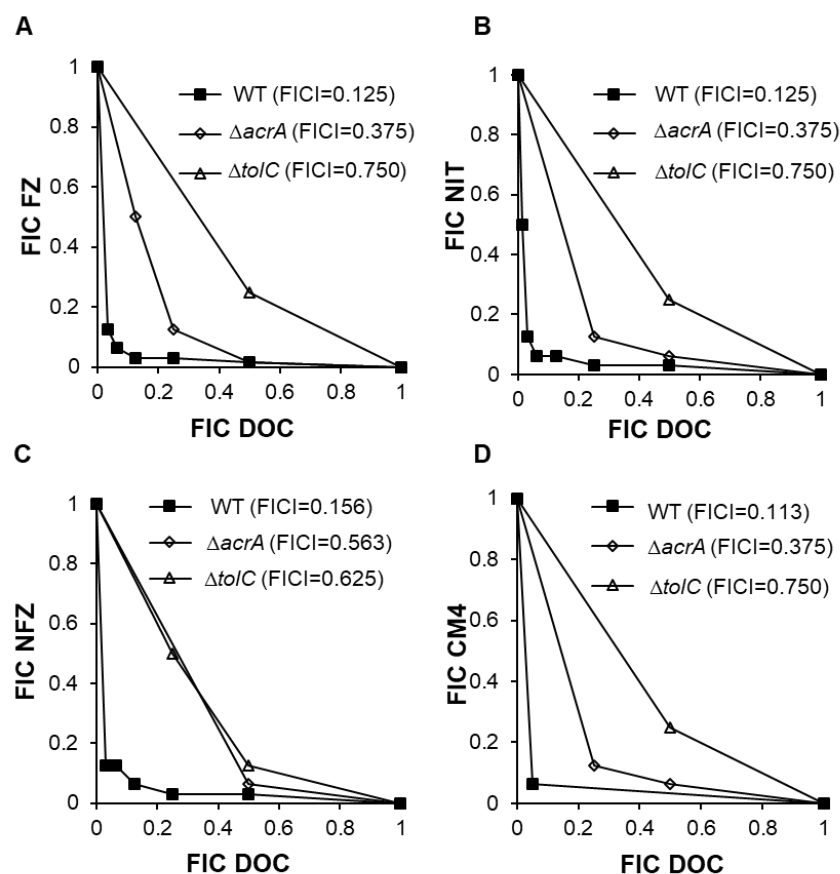 A
FIC FZ
1
0.8
0.6
0.4
0.2
0
WT (FICI=0.125)
ΔacrA (FICI=0.375)
ΔtolC (FICI=0.750)
0 0.2 0.4 0.6 0.8 1
FIC DOC
B
FIC NIT
1
0.8
0.6
0.4
0.2
0
WT (FICI=0.125)
ΔacrA (FICI=0.375)
ΔtolC (FICI=0.750)
0 0.2 0.4 0.6 0.8 1
FIC DOC
C
FIC NFZ
1
0.8
0.6
0.4
0.2
0
WT (FICI=0.156)
ΔacrA (FICI=0.563)
ΔtolC (FICI=0.625)
0 0.2 0.4 0.6 0.8 1
FIC DOC
D
FIC CM4
1
0.8
0.6
0.4
0.2
0
WT (FICI=0.113)
ΔacrA (FICI=0.375)
ΔtolC (FICI=0.750)
0 0.2 0.4 0.6 0.8 1
FIC DOC